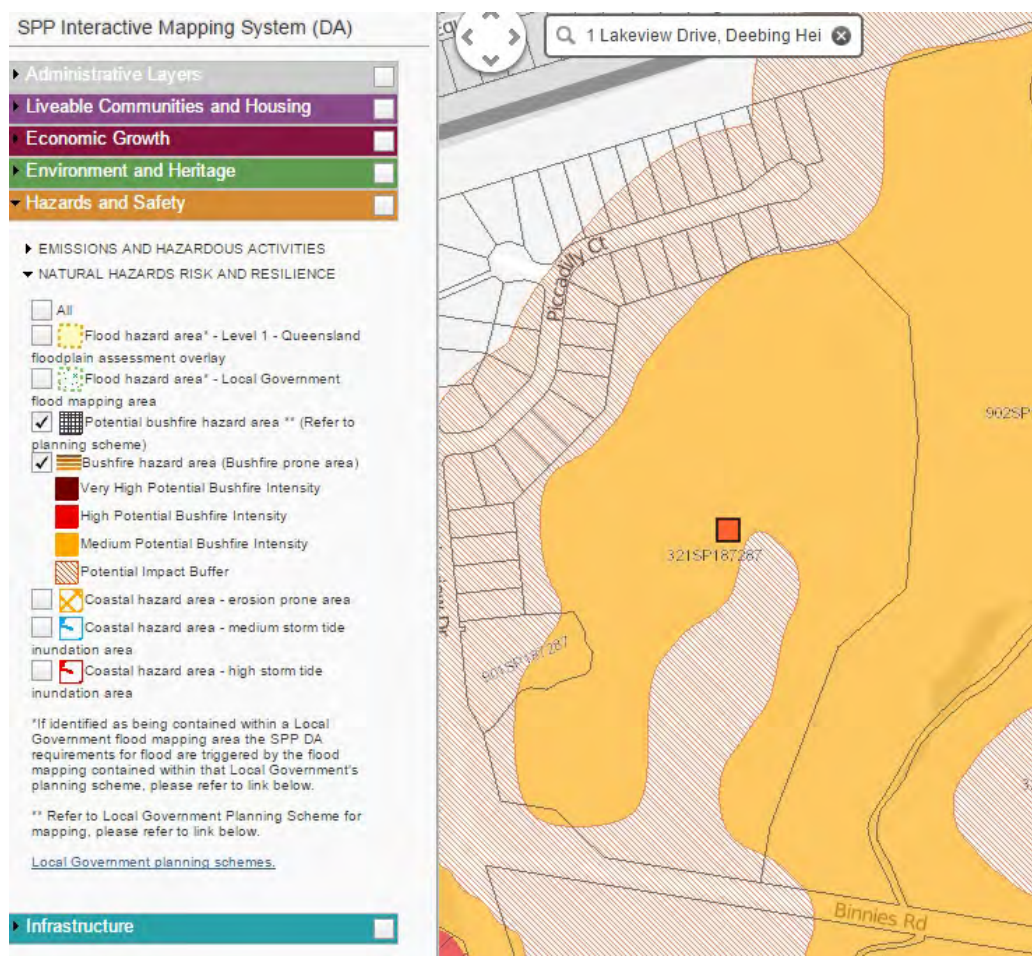 SPP Interactive Mapping System (DA)
1 Lakeview Drive, Deebing Hei
Administrative Layers
Liveable Communities and Housing
Economic Growth
Environment and Heritage
Hazards and Safety
EMISSIONS AND HAZARDOUS ACTIVITIES
NATURAL HAZARDS RISK AND RESILIENCE
All
Flood hazard area* - Level 1 - Queensland
floodplain assessment overlay
Flood hazard area* - Local Government
flood mapping area
Potential bushfire hazard area ** (Refer to
planning scheme)
Bushfire hazard area (Bushfire prone area)
Very High Potential Bushfire Intensity
High Potential Bushfire Intensity
Medium Potential Bushfire Intensity
Potential Impact Buffer
Coastal hazard area - erosion prone area
Coastal hazard area - medium storm tide
inundation area
Coastal hazard area - high storm tide
inundation area
*If identified as being contained within a Local
Government flood mapping area the SPP DA
requirements for flood are triggered by the flood
mapping contained within that Local Government's
planning scheme, please refer to link below.
** Refer to Local Government Planning Scheme for
mapping, please refer to link below.
Local Government planning schemes.
Infrastructure
Piccadilly Ct
902SP
321SP187287
901SP187287
Binnies Rd